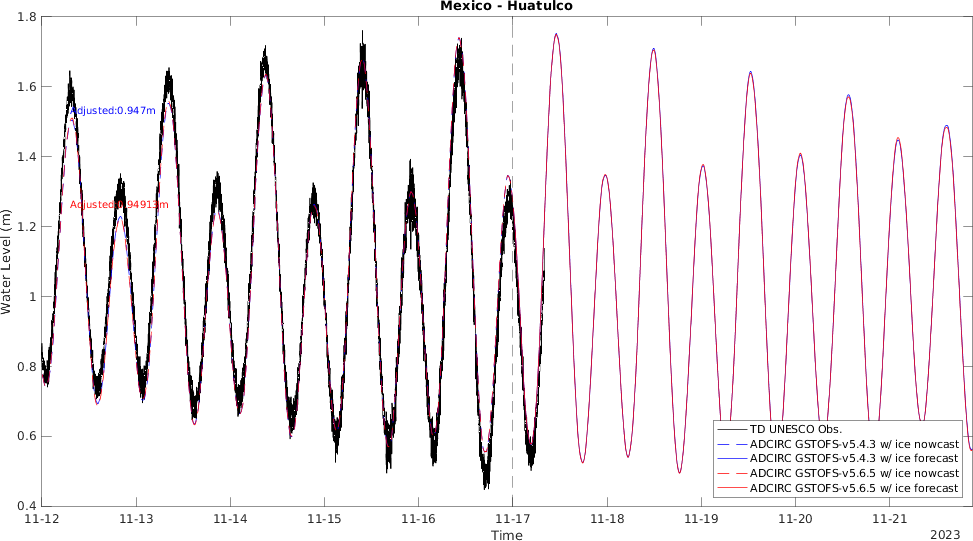 Mexico - Huatulco
1.8
1.6
1.4
1.2
1
0.8
0.6
0.4
Water Level (m)
Adjusted:0.947m
Adjusted:0.94913m
TD UNESCO Obs.
ADCIRC GSTOFS-v5.4.3 w/ ice nowcast
ADCIRC GSTOFS-v5.4.3 w/ ice forecast
ADCIRC GSTOFS-v5.6.5 w/ ice nowcast
ADCIRC GSTOFS-v5.6.5 w/ ice forecast
11-12 11-13 11-14 11-15 11-16 11-17 11-18 11-19 11-20 11-21
Time
2023